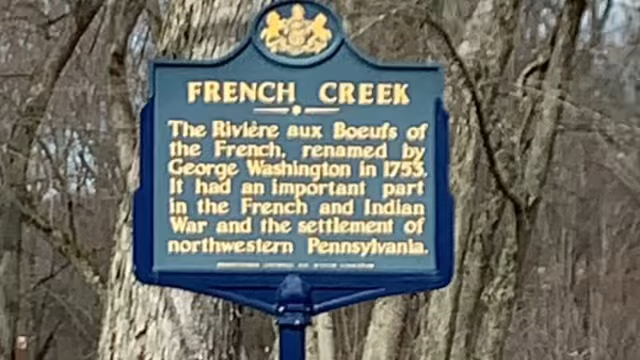 FRENCH CREEK
The Rivière aux Boeufs of
the French, renamed by
George Washington in 1753.
It had an important part
in the French and Indian
War and the settlement of
northwestern Pennsylvania.